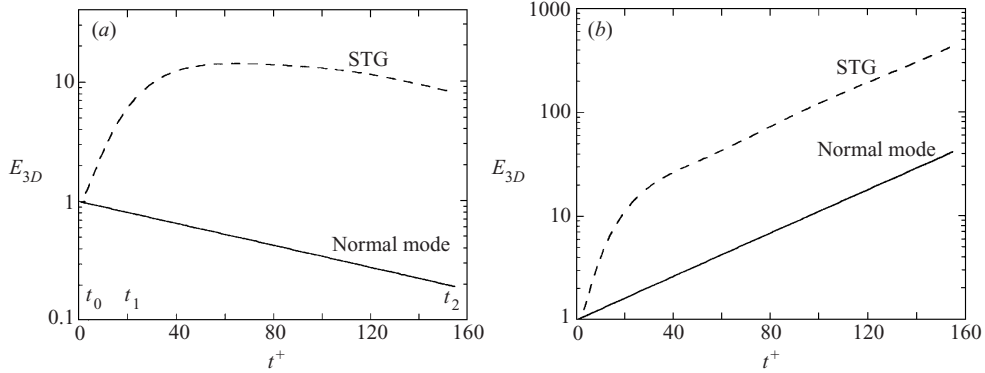 (a)
STG
10
E3D
1
Normal mode
t0 t1 t2
0.1
0 40 80 120 160
t+
1000
(b)
STG
100
Normal mode
E3D
10
1
0 40 80 120 160
t+